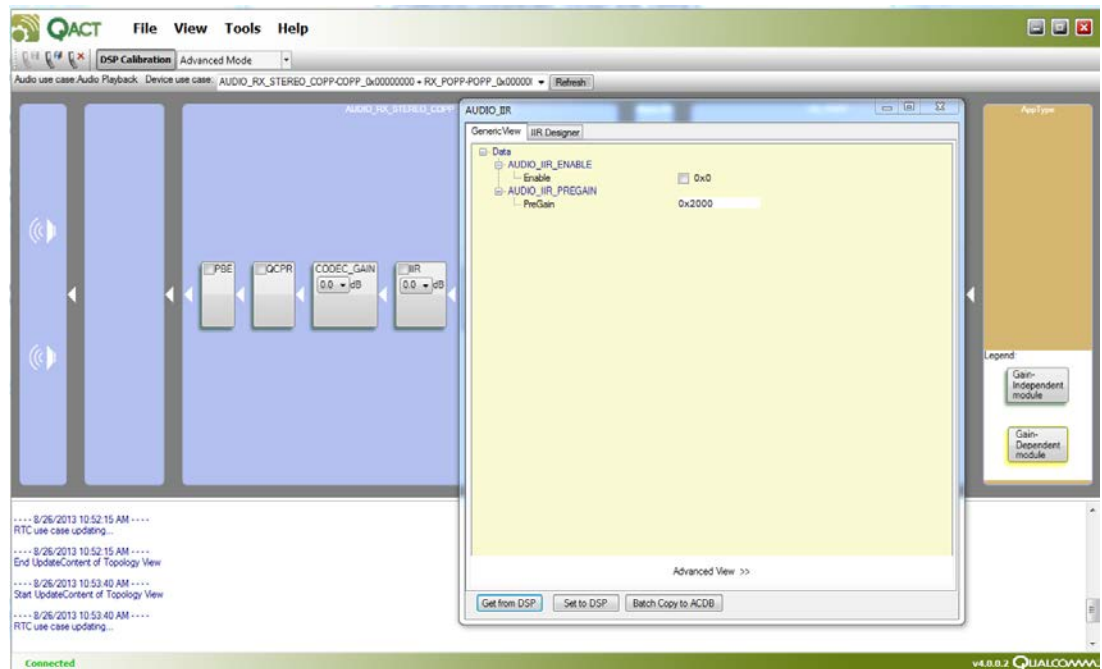 QACT File View Tools Help
DSP Calibration Advanced Mode
Audio use case:Audio Playback Device use case: AUDIO_RX_STEREO_COPP-COPP_0x00000000 + RX_POPP-POPP_0x00000( Refresh
AUDIO_RX_STEREO_COPP
AUDIO_IIR
AppType
GenericView IIR Designer
Data
AUDIO_IIR_ENABLE
Enable 0x0
AUDIO_IIR_PREGAIN
PreGain 0x2000
PBE
QCPR
CODEC_GAIN
0.0 dB
IIR
0.0 dB
Legend:
Gain-
Independent
module
Gain-
Dependent
module
Advanced View >>
Get from DSP Set to DSP Batch Copy to ACDB
---- 8/26/2013 10:52:15 AM ----
RTC use case updating...
---- 8/26/2013 10:52:15 AM ----
End UpdateContent of Topology View
---- 8/26/2013 10:53:40 AM ----
Start UpdateContent of Topology View
---- 8/26/2013 10:53:40 AM ----
RTC use case updating...
Connected
v4.0.0.2 QUALCOMM